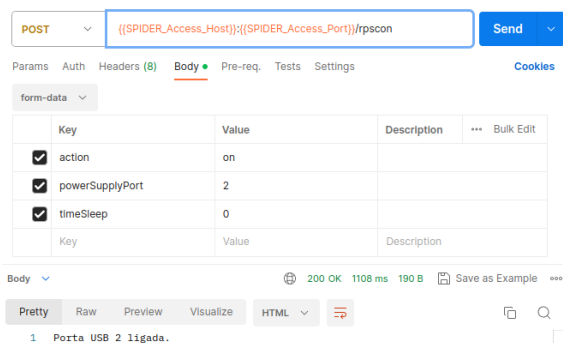 POST {{SPIDER_Access_Host}}:{{SPIDER_Access_Port}}/rpscon Send
Params Auth Headers (8) Body Pre-req. Tests Settings Cookies
form-data
Key Value Description Bulk Edit
action on
powerSupplyPort 2
timeSleep 0
Key Value Description
Body 200 OK 1108 ms 190 B Save as Example
Pretty Raw Preview Visualize HTML
1 Porta USB 2 ligada.